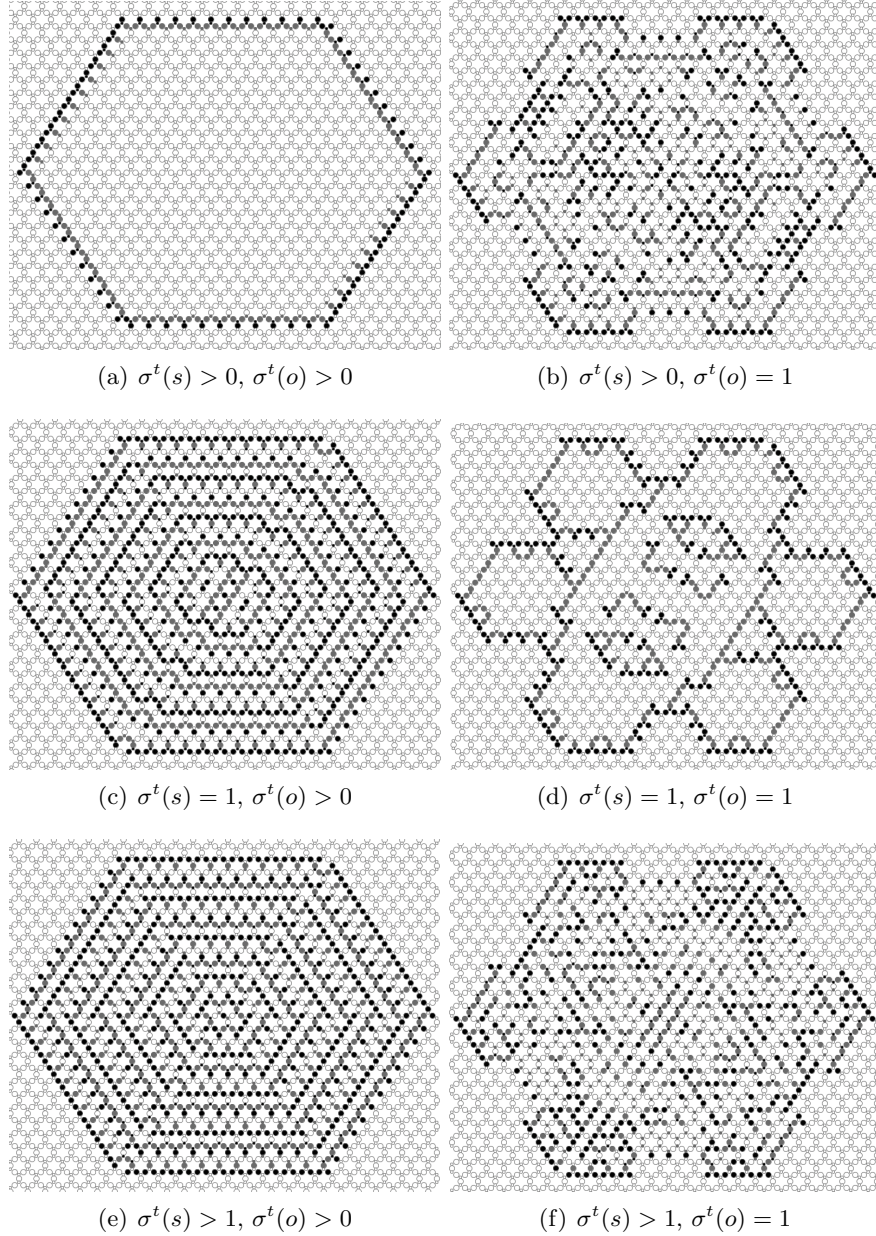 (a) σ^t(s) > 0, σ^t(o) > 0
(b) σ^t(s) > 0, σ^t(o) = 1
(c) σ^t(s) = 1, σ^t(o) > 0
(d) σ^t(s) = 1, σ^t(o) = 1
(e) σ^t(s) > 1, σ^t(o) > 0
(f) σ^t(s) > 1, σ^t(o) = 1